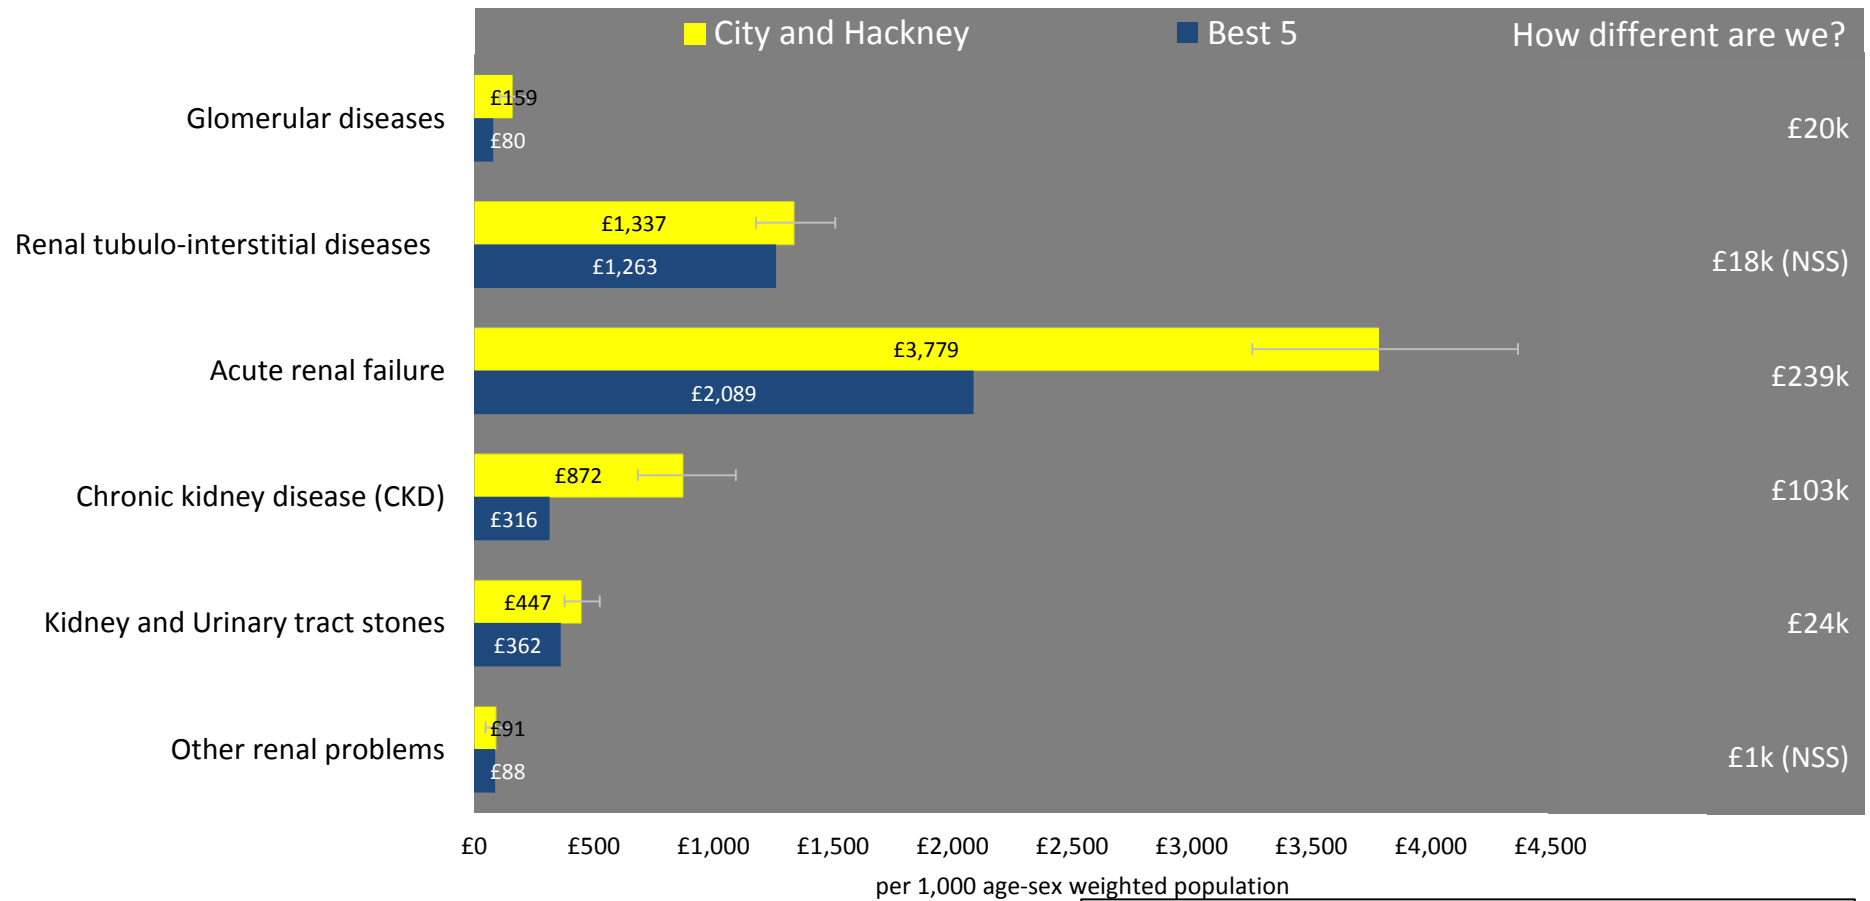 City and Hackney Best 5 How different are we?
Glomerular diseases £159 £80 £20k
Renal tubulo-interstitial diseases £1,337 £1,263 £18k (NSS)
Acute renal failure £3,779 £2,089 £239k
Chronic kidney disease (CKD) £872 £316 £103k
Kidney and Urinary tract stones £447 £362 £24k
Other renal problems £91 £88 £1k (NSS)
£0 £500 £1,000 £1,500 £2,000 £2,500 £3,000 £3,500 £4,000 £4,500
per 1,000 age-sex weighted population